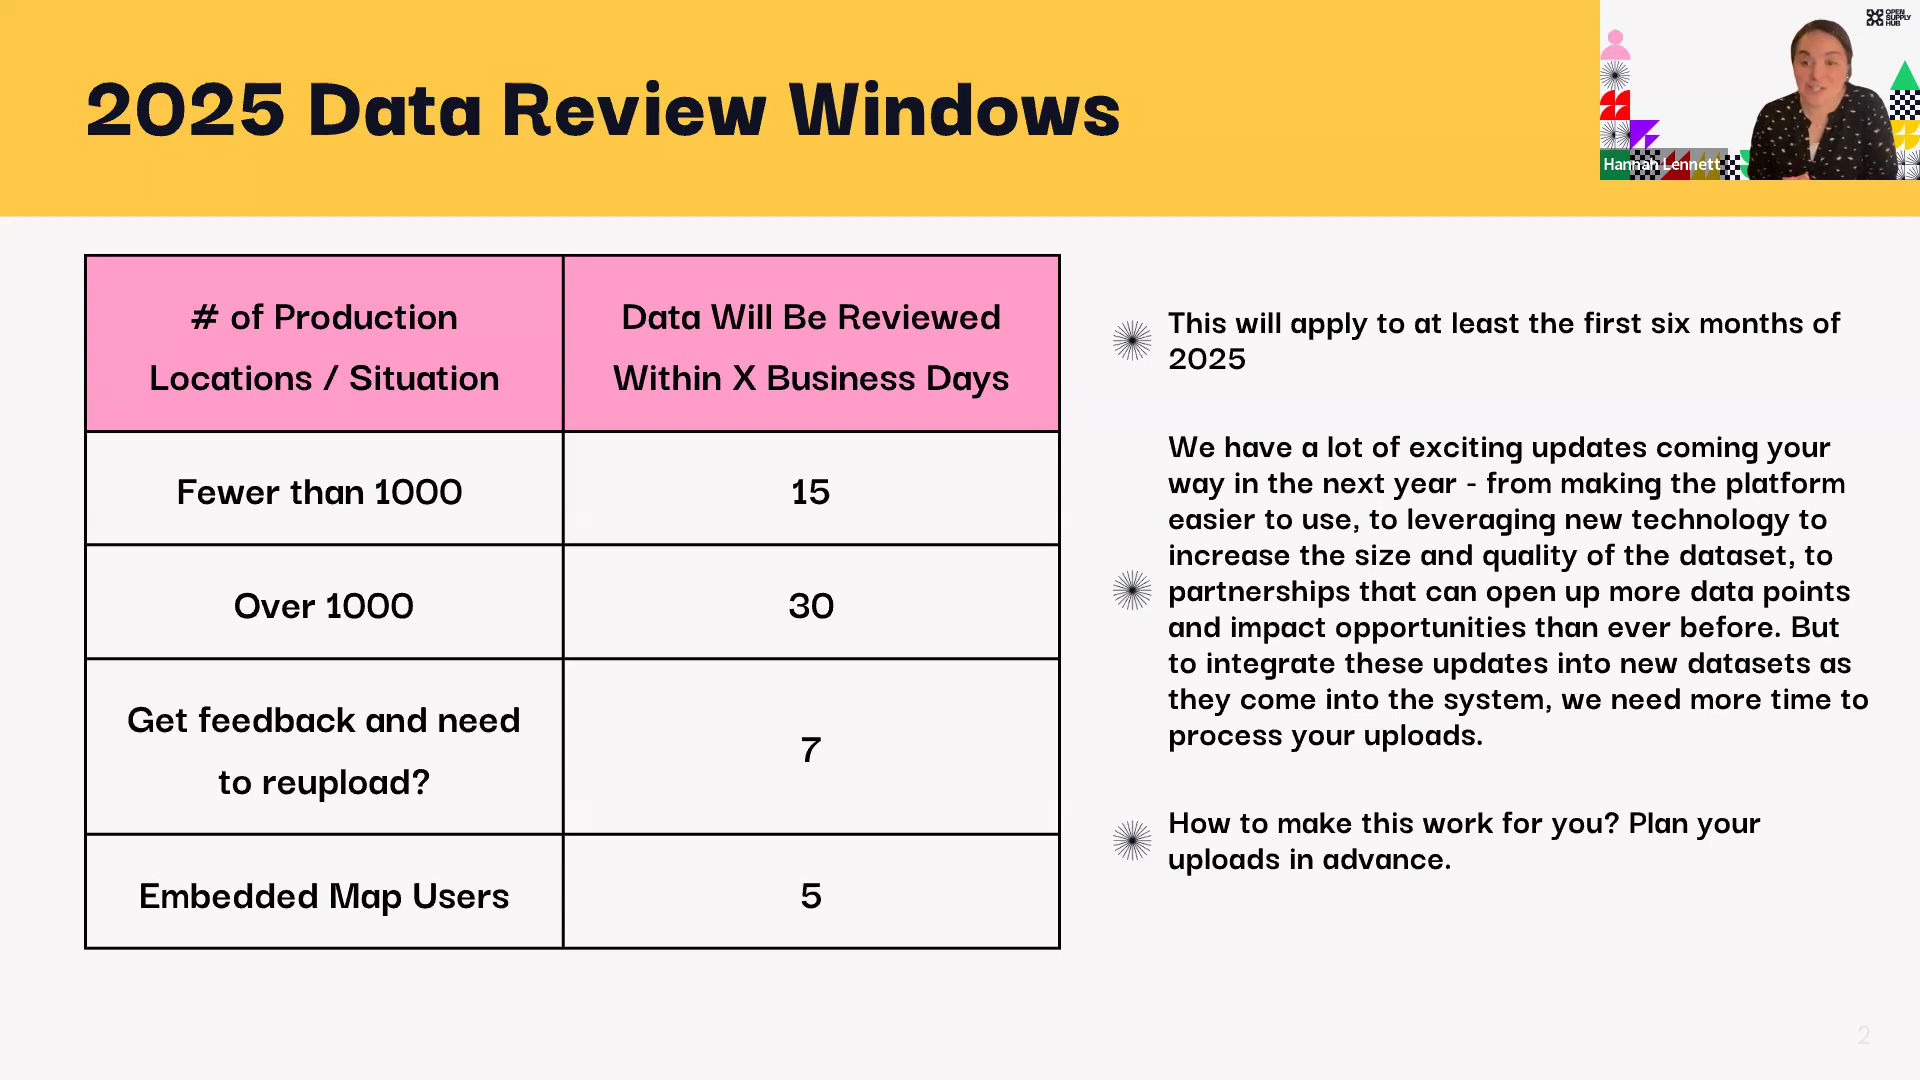 2025 Data Review Windows
OPEN
SUPPLY
HUB
Hannah Lennett
# of Production
Locations / Situation
Data Will Be Reviewed
Within X Business Days
Fewer than 1000
15
Over 1000
30
Get feedback and need
to reupload?
7
Embedded Map Users
5
This will apply to at least the first six months of
2025
We have a lot of exciting updates coming your
way in the next year - from making the platform
easier to use, to leveraging new technology to
increase the size and quality of the dataset, to
partnerships that can open up more data points
and impact opportunities than ever before. But
to integrate these updates into new datasets as
they come into the system, we need more time to
process your uploads.
How to make this work for you? Plan your
uploads in advance.
2